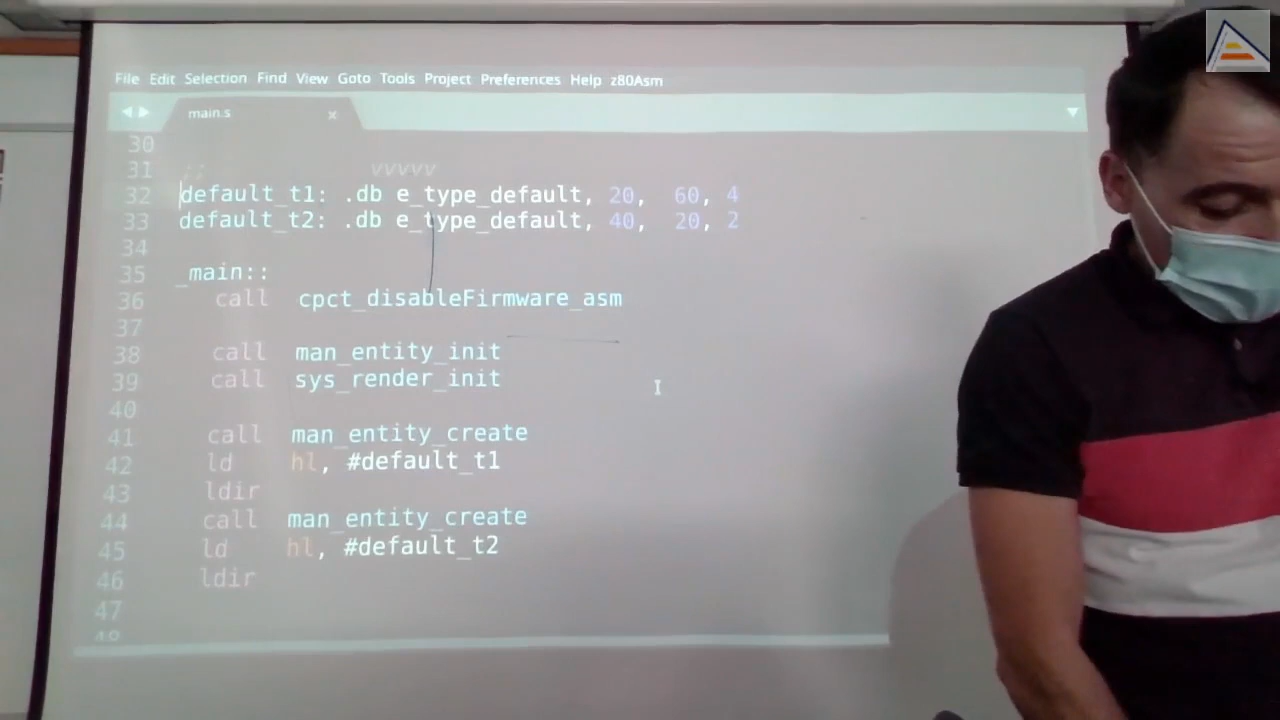 File Edit Selection Find View Goto Tools Project Preferences Help z80Asm
main.s x
30
31 ;; vvvvv
32 default_t1: .db e_type_default, 20, 60, 4
33 default_t2: .db e_type_default, 40, 20, 2
34
35 _main::
36 call cpct_disableFirmware_asm
37
38 call man_entity_init
39 call sys_render_init
40
41 call man_entity_create
42 ld hl, #default_t1
43 ldir
44 call man_entity_create
45 ld hl, #default_t2
46 ldir
47